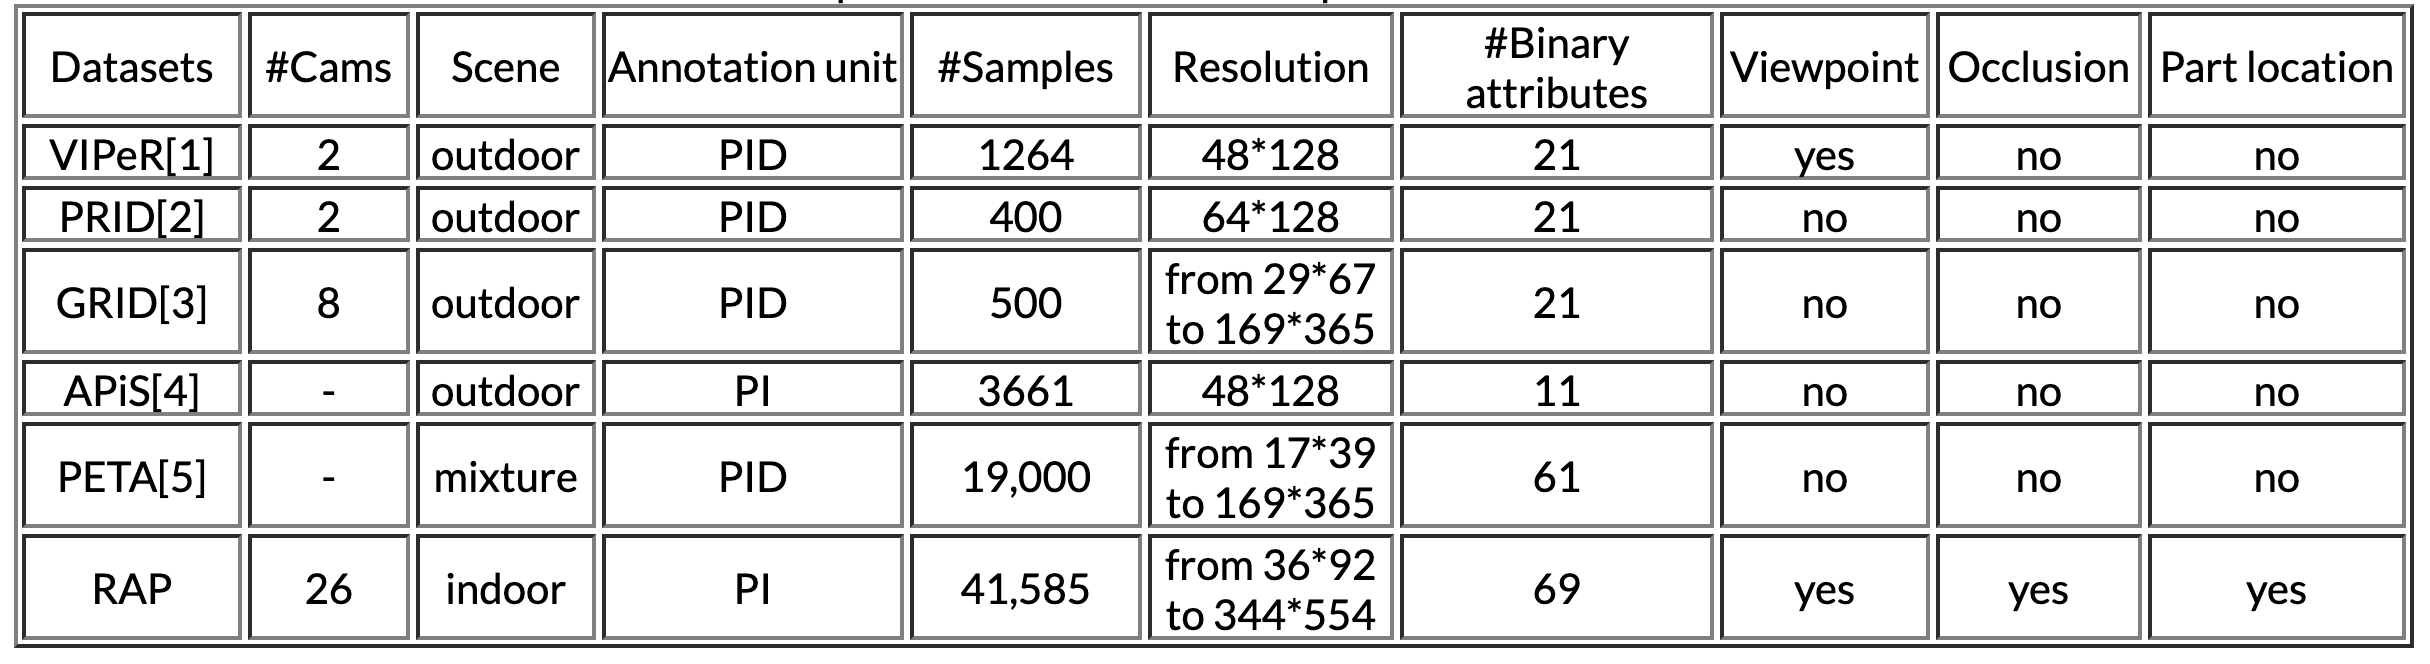 Datasets #Cams Scene Annotation unit #Samples Resolution #Binary attributes Viewpoint Occlusion Part location
VIPeR[1] 2 outdoor PID 1264 48*128 21 yes no no
PRID[2] 2 outdoor PID 400 64*128 21 no no no
GRID[3] 8 outdoor PID 500 from 29*67 to 169*365 21 no no no
APiS[4] - outdoor PI 3661 48*128 11 no no no
PETA[5] - mixture PID 19,000 from 17*39 to 169*365 61 no no no
RAP 26 indoor PI 41,585 from 36*92 to 344*554 69 yes yes yes